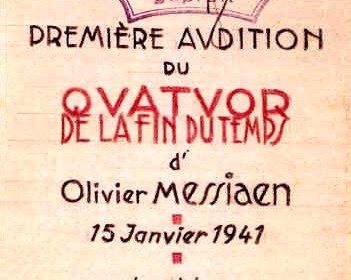 PREMIÈRE AVDITION
DU
QVATVOR
DE LA FIN DU TEMPS
d'
Olivier Messiaen
15 Janvier 1941